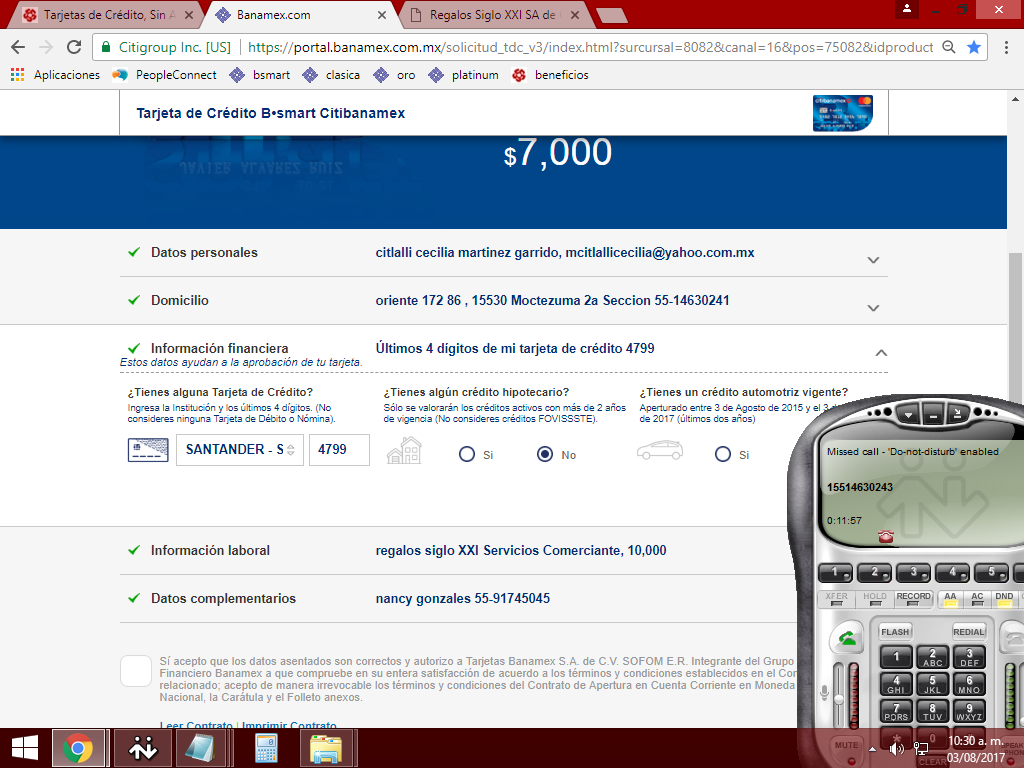 Tarjetas de Crédito, Sin A
Banamex.com
Regalos Siglo XXI SA de
Citigroup Inc. [US]
https://portal.banamex.com.mx/solicitud_tdc_v3/index.html?surcursal=8082&canal=16&pos=75082&idproduct
Aplicaciones
PeopleConnect
bsmart
clasica
oro
platinum
beneficios
Tarjeta de Crédito B•smart Citibanamex
citibanamex
JAVIER ALVAREZ RUIZ
$7,000
Datos personales
citlalli cecilia martinez garrido, mcitlallicecilia@yahoo.com.mx
Domicilio
oriente 172 86 , 15530 Moctezuma 2a Seccion 55-14630241
Información financiera
Últimos 4 dígitos de mi tarjeta de crédito 4799
Estos datos ayudan a la aprobación de tu tarjeta.
¿Tienes alguna Tarjeta de Crédito?
Ingresa la Institución y los últimos 4 dígitos. (No
consideres ninguna Tarjeta de Débito o Nómina).
SANTANDER - S
4799
¿Tienes algún crédito hipotecario?
Sólo se valorarán los créditos activos con más de 2 años
de vigencia (No consideres créditos FOVISSSTE).
Si
No
¿Tienes un crédito automotriz vigente?
Aperturado entre 3 de Agosto de 2015 y el 3 d
de 2017 (últimos dos años)
Si
Información laboral
regalos siglo XXI Servicios Comerciante, 10,000
Datos complementarios
nancy gonzales 55-91745045
Sí acepto que los datos asentados son correctos y autorizo a Tarjetas Banamex S.A. de C.V. SOFOM E.R. Integrante del Grupo
Financiero Banamex a que compruebe en su entera satisfacción de acuerdo a los términos y condiciones establecidos en el Con
relacionado; acepto de manera irrevocable los términos y condiciones del Contrato de Apertura en Cuenta Corriente en Moneda
Nacional, la Carátula y el Folleto anexos.
Leer Contrato | Imprimir Contrato
Missed call - 'Do-not-disturb' enabled
15514630243
0:11:57
1 2 3 4 5
XFER HOLD RECORD AA AC DND
FLASH REDIAL
1 2 ABC 3 DEF
4 GHI 5 JKL 6 MNO
7 PQRS 8 TUV 9 WXYZ
MUTE * 0
CLEAR
10:30 a. m.
03/08/2017